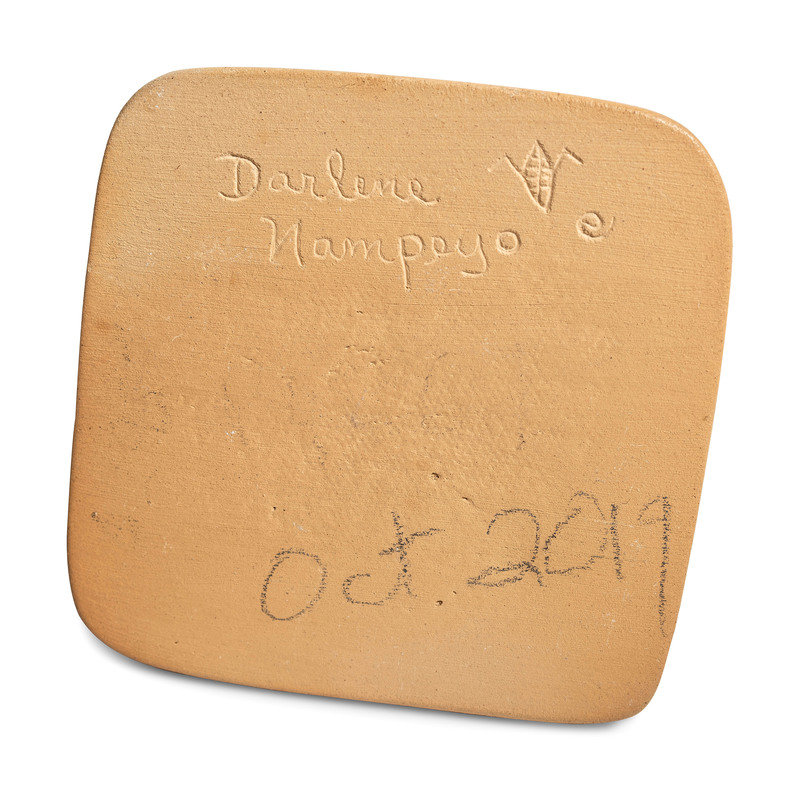 Darlene
Nampeyo e
Oct. 2019